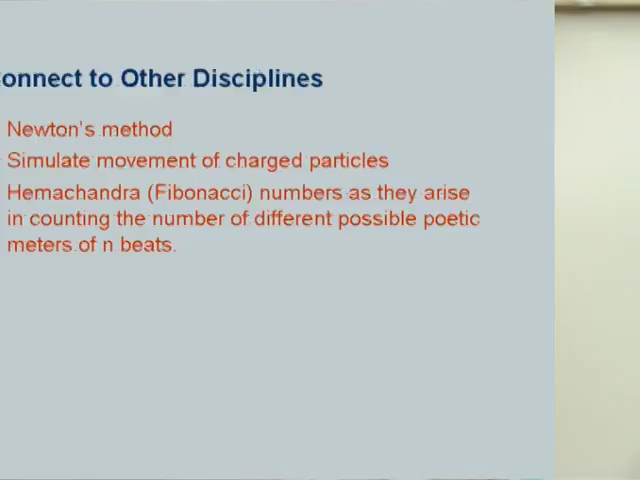 onnect to Other Disciplines
Newton's method
Simulate movement of charged particles
Hemachandra (Fibonacci) numbers as they arise
in counting the number of different possible poetic
meters of n beats.